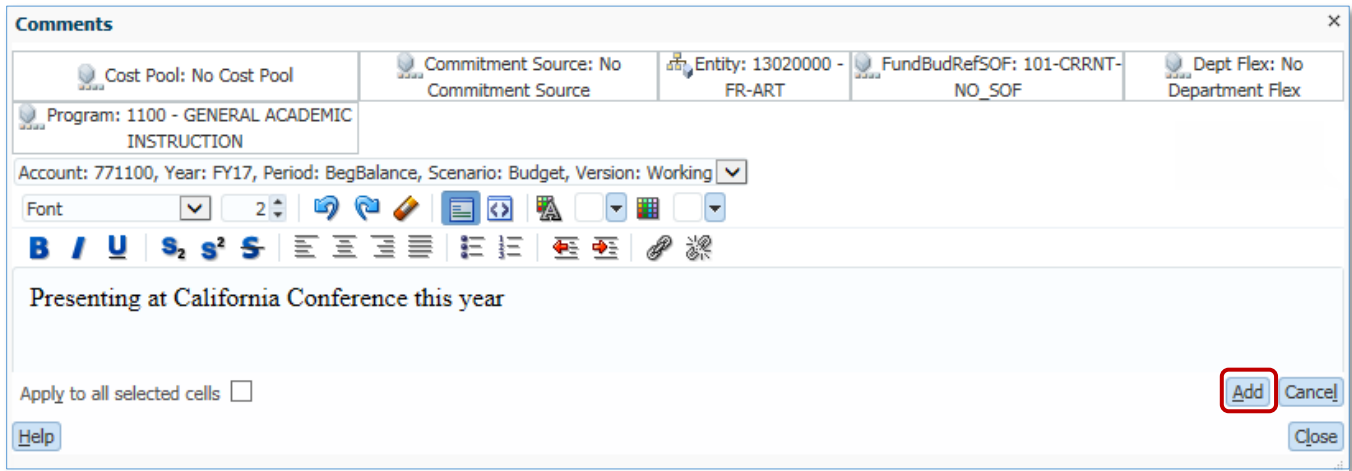 Comments ×
Cost Pool: No Cost Pool
Commitment Source: No
Commitment Source
Entity: 13020000 -
FR-ART
FundBudRefSOF: 101-CRRNT-
NO_SOF
Dept Flex: No
Department Flex
Program: 1100 - GENERAL ACADEMIC
INSTRUCTION
Account: 771100, Year: FY17, Period: BegBalance, Scenario: Budget, Version: Working
Font 2
B I U S2 S2 S
Presenting at California Conference this year
Apply to all selected cells
Add Cancel
Help Close